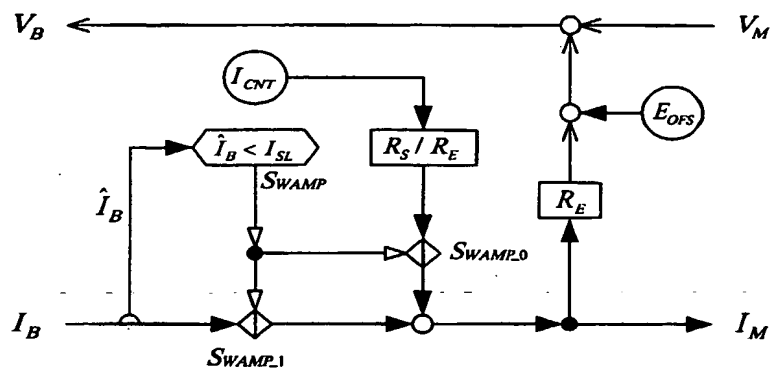 V_B V_M
I_CNT
E_OFS
Î_B < I_SL
R_S / R_E
S_WAMP
Î_B
R_E
S_WAMP_0
I_B I_M
S_WAMP_1